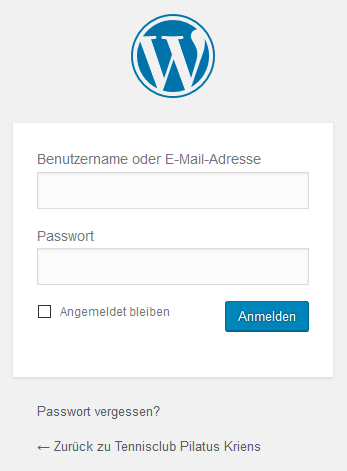 Benutzername oder E-Mail-Adresse
Passwort
Angemeldet bleiben
Anmelden
Passwort vergessen?
← Zurück zu Tennisclub Pilatus Kriens